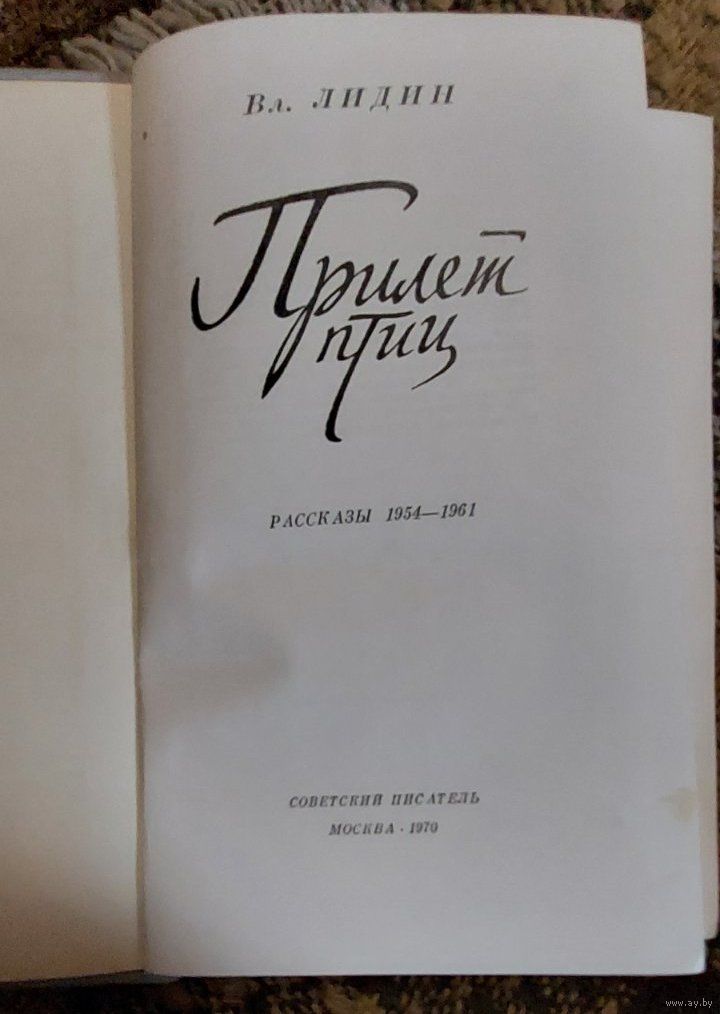 Вл. ЛИДИН
Прилет
птиц
РАССКАЗЫ 1954—1961
СОВЕТСКИЙ ПИСАТЕЛЬ
МОСКВА · 1970
www.ay.by